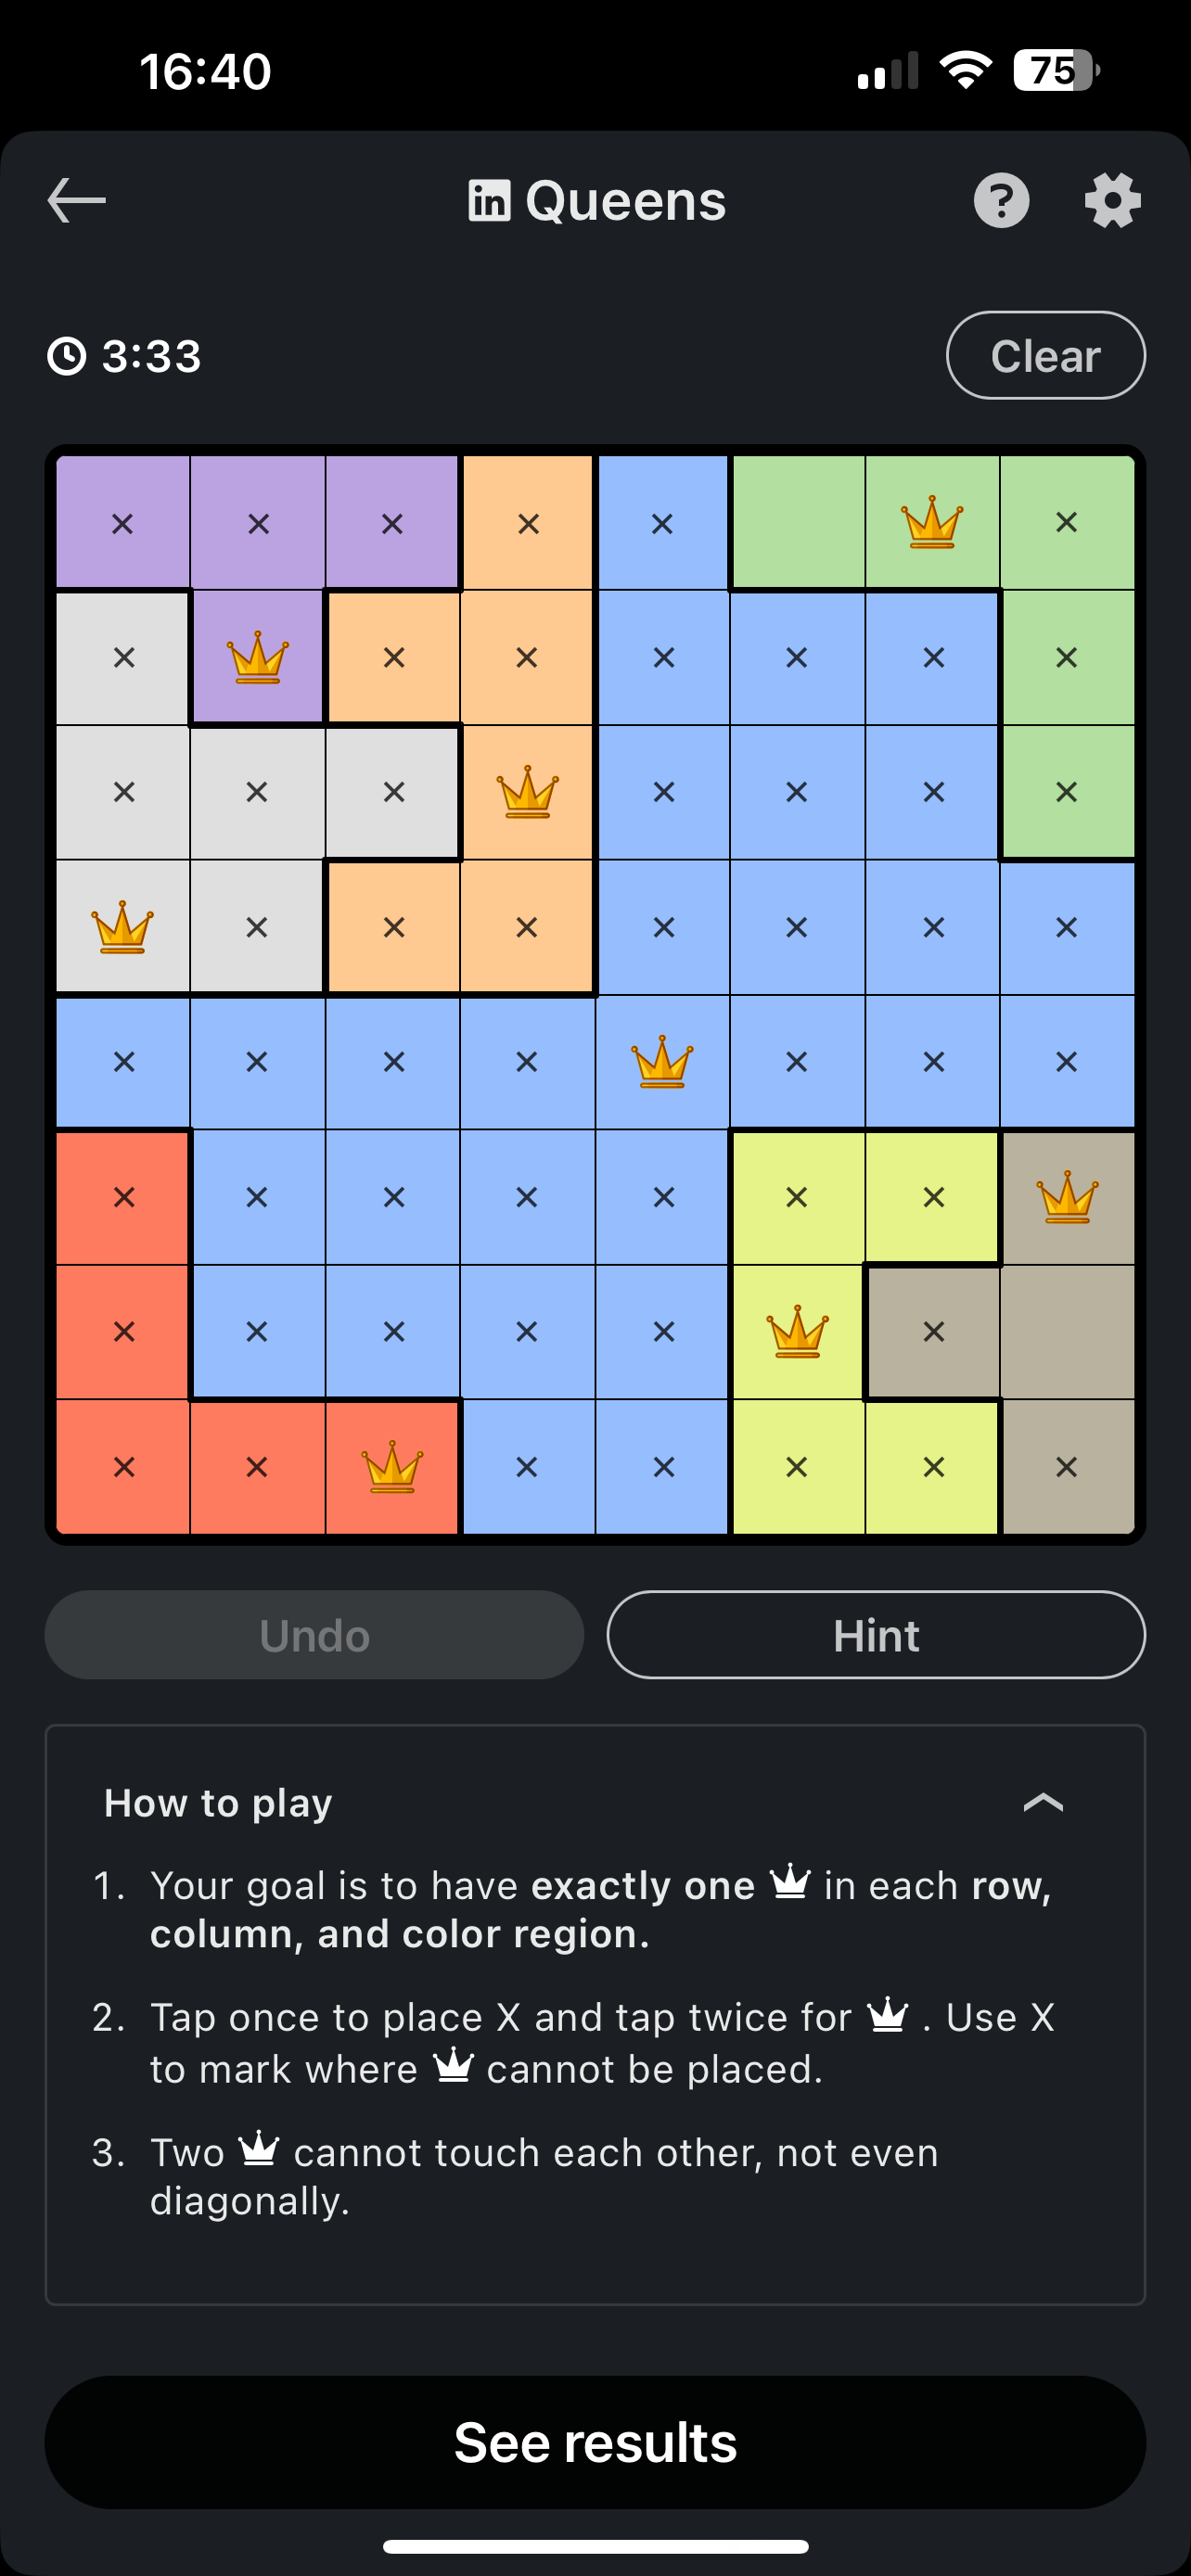 16:40
75
in Queens
?
3:33
Clear
Undo
Hint
How to play
1. Your goal is to have exactly one in each row,
column, and color region.
2. Tap once to place X and tap twice for . Use X
to mark where cannot be placed.
3. Two cannot touch each other, not even
diagonally.
See results